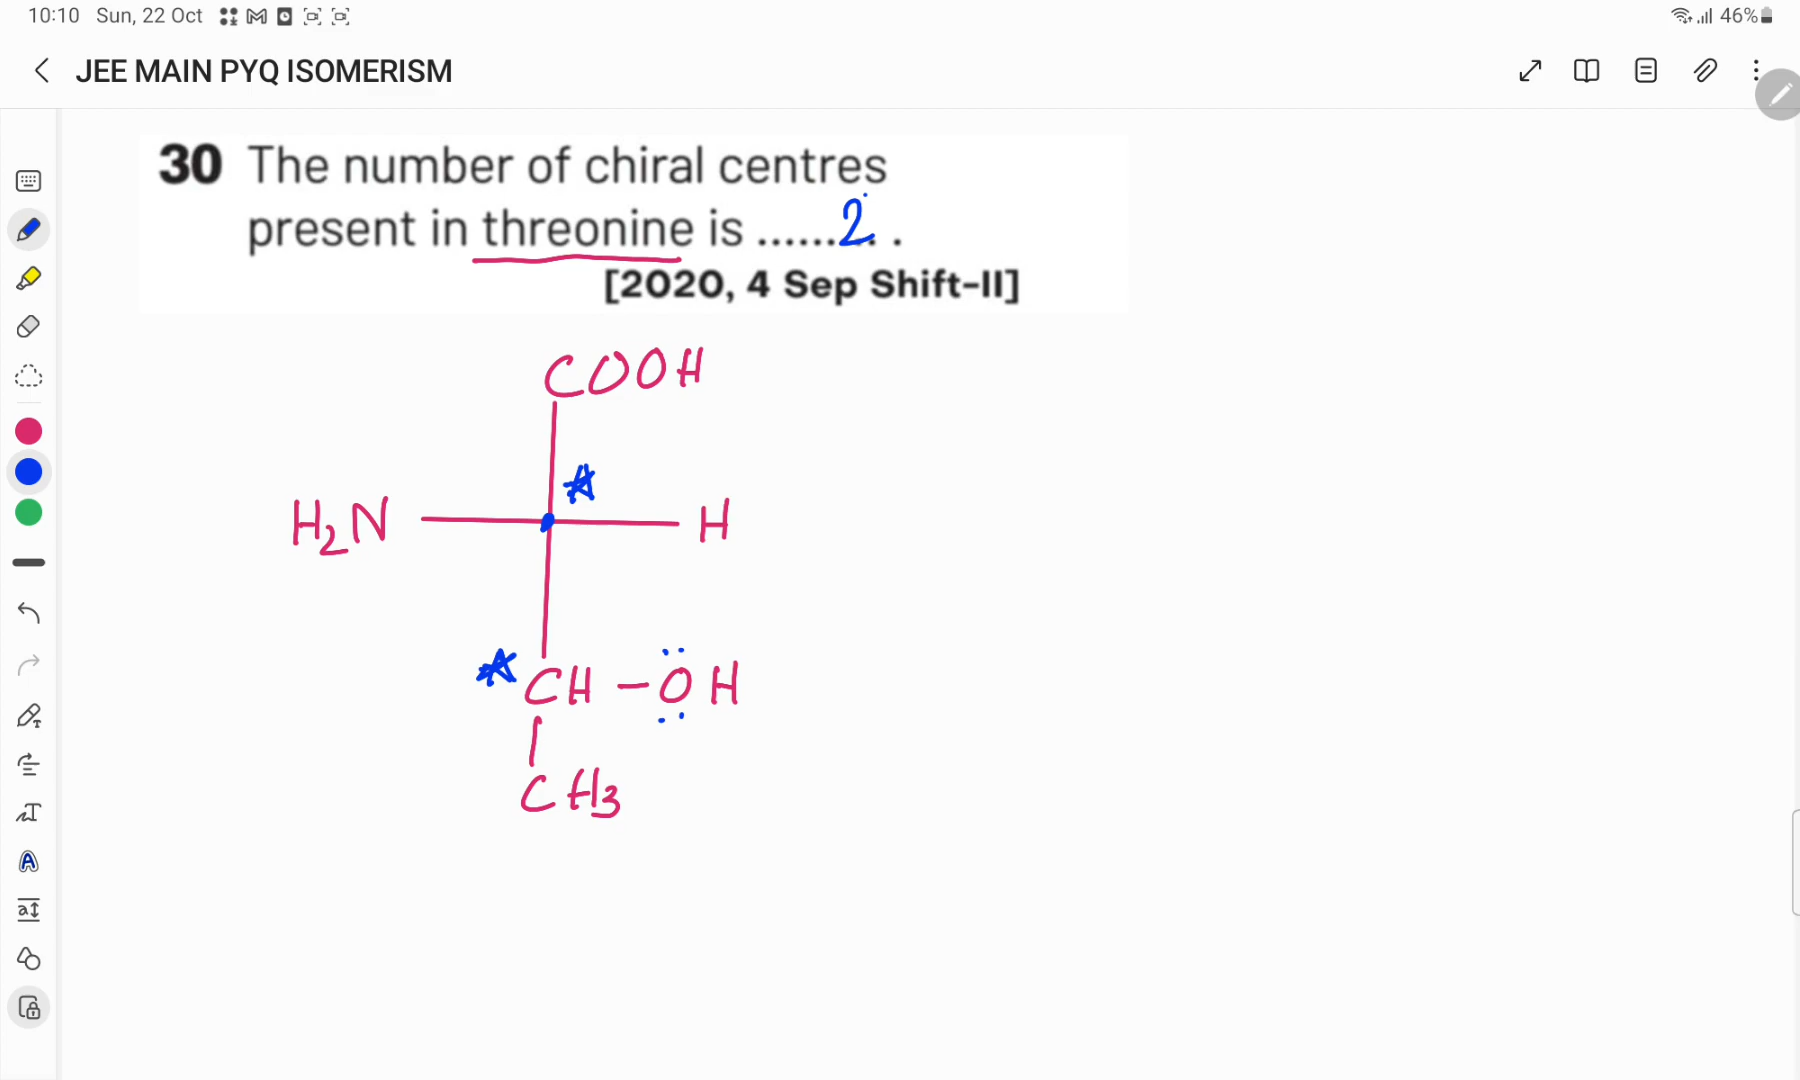 10:10 Sun, 22 Oct
46%
JEE MAIN PYQ ISOMERISM
30 The number of chiral centres
present in threonine is ......2.. .
[2020, 4 Sep Shift-II]
COOH
H₂N H
CH - OH
CH₃